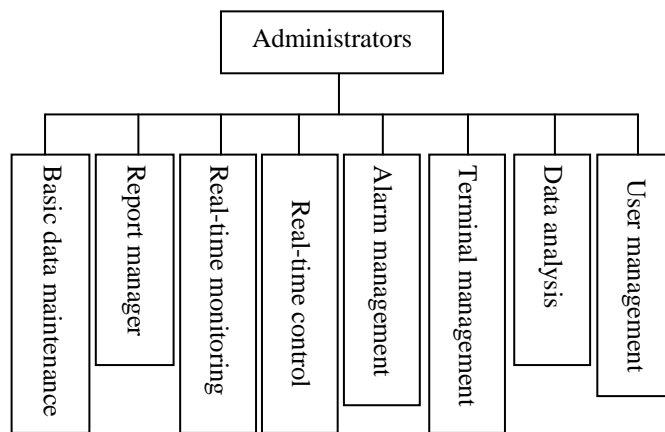 Administrators
Basic data maintenance
Report manager
Real-time monitoring
Real-time control
Alarm management
Terminal management
Data analysis
User management